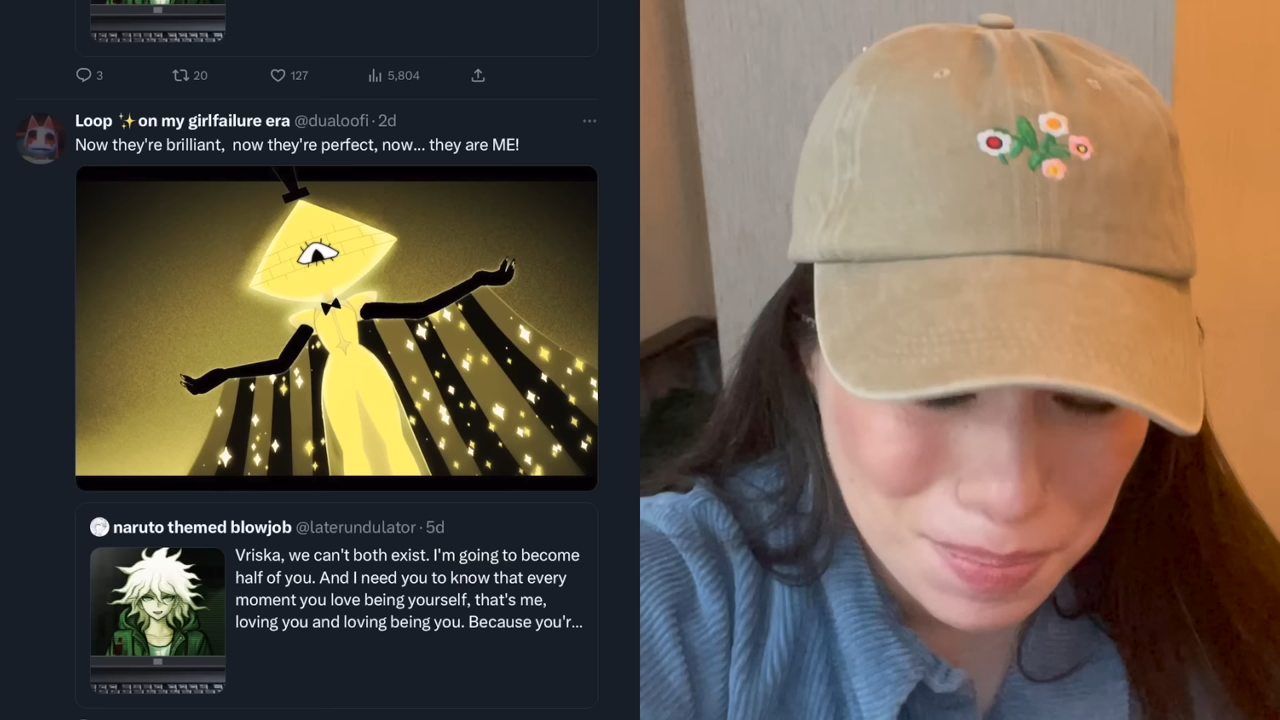 3 20 127 5,804
Loop ✨ on my girlfailure era @dualoofi · 2d
Now they're brilliant, now they're perfect, now... they are ME!
naruto themed blowjob @laterundulator · 5d
Vriska, we can't both exist. I'm going to become
half of you. And I need you to know that every
moment you love being yourself, that's me,
loving you and loving being you. Because you'r...